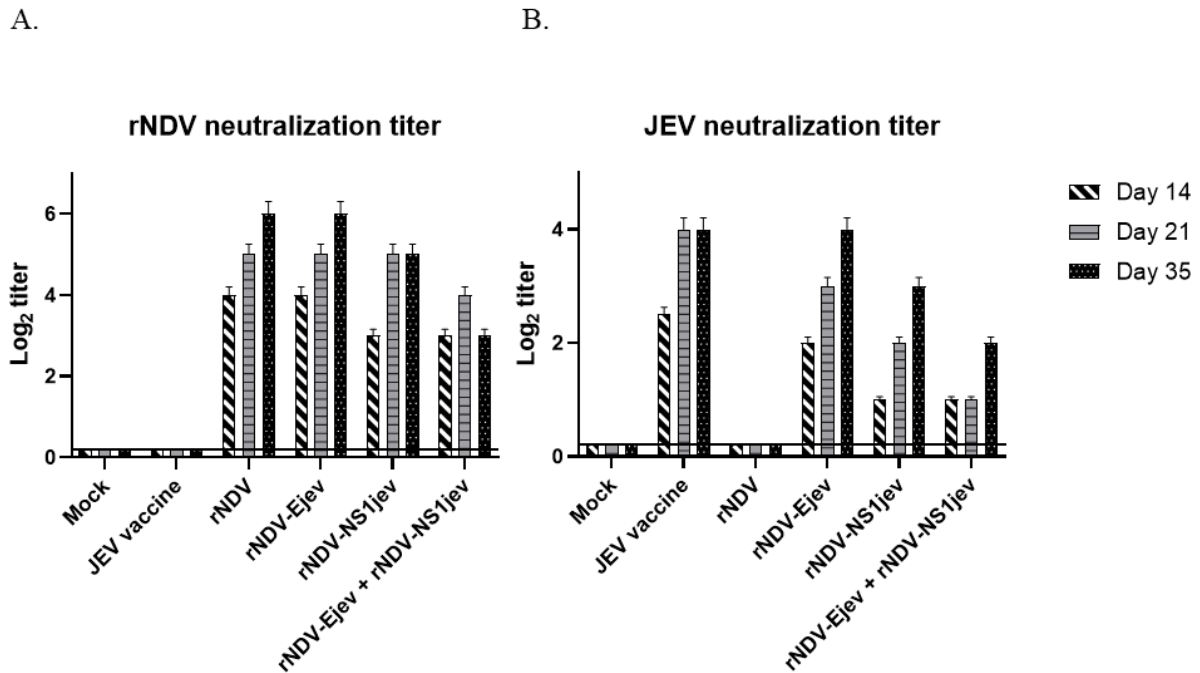 A.
B.
rNDV neutralization titer
Log2 titer
6
4
2
0
Mock
JEV vaccine
rNDV
rNDV-Ejev
rNDV-NS1jev
rNDV-Ejev + rNDV-NS1jev
JEV neutralization titer
Log2 titer
4
2
0
Mock
JEV vaccine
rNDV
rNDV-Ejev
rNDV-NS1jev
rNDV-Ejev + rNDV-NS1jev
Day 14
Day 21
Day 35